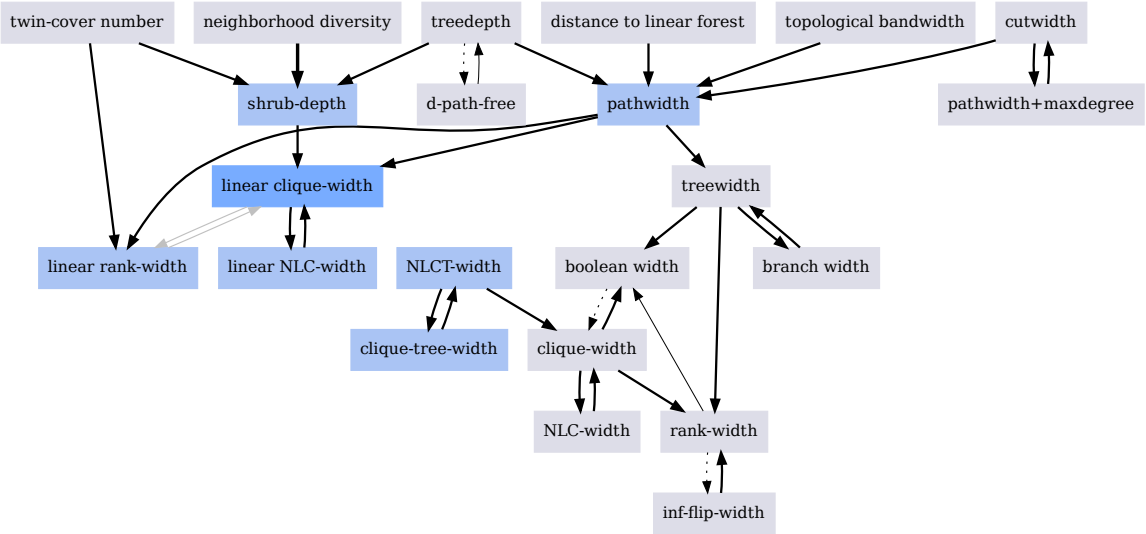 twin-cover number
neighborhood diversity
treedepth
distance to linear forest
topological bandwidth
cutwidth
shrub-depth
d-path-free
pathwidth
pathwidth+maxdegree
linear clique-width
treewidth
linear rank-width
linear NLC-width
NLCT-width
boolean width
branch width
clique-tree-width
clique-width
NLC-width
rank-width
inf-flip-width